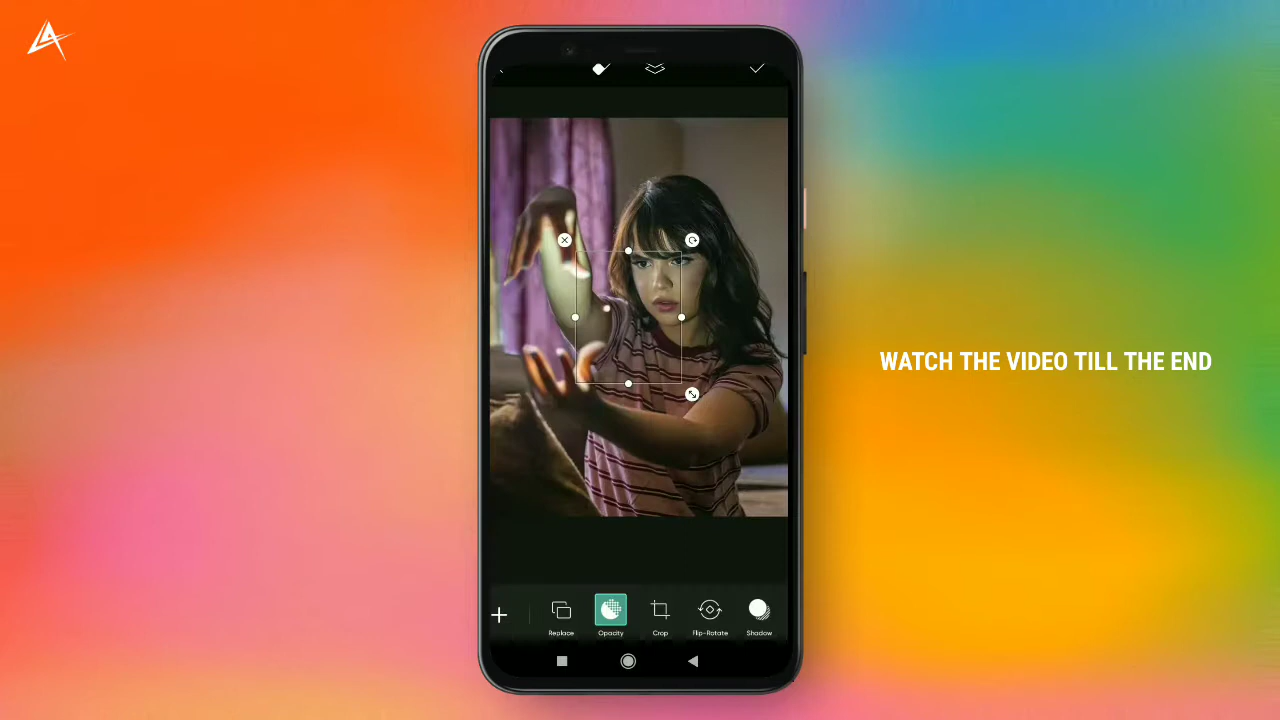 WATCH THE VIDEO TILL THE END
Replace
Opacity
Crop
Flip-Rotate
Shadow